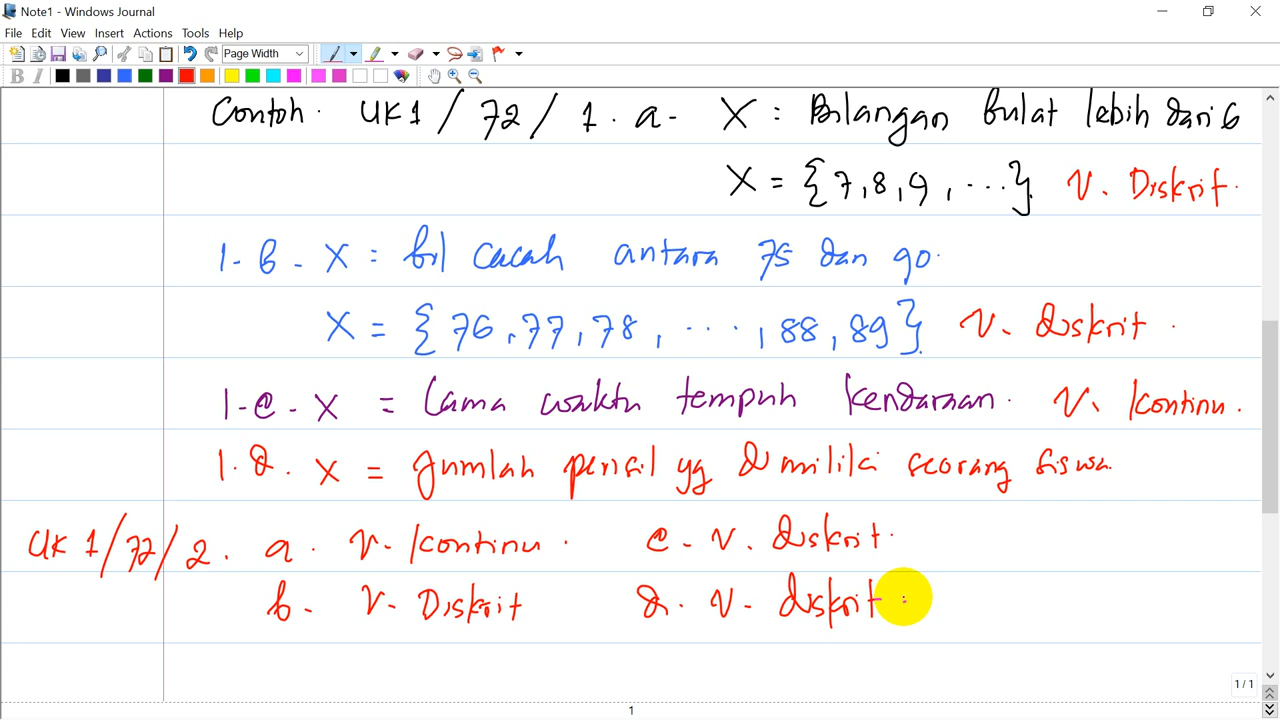 Note1 - Windows Journal
File Edit View Insert Actions Tools Help
Page Width
B I
Contoh. UK1 / 72 / 1. a. X = Bilangan bulat lebih dari 6
X = {7, 8, 9, ...}. V. Diskrit.
1. b. X = bil cacah antara 75 dan 90.
X = {76, 77, 78, ..., 88, 89}. V. diskrit.
1. c. X = Lama waktu tempuh kendaraan. V. kontinu.
1. d. X = Jumlah pensil yg dimiliki seorang siswa.
UK 1/72/2. a. V. kontinu. c. V. diskrit.
b. V. Diskrit d. V. diskrit.
1/1
1